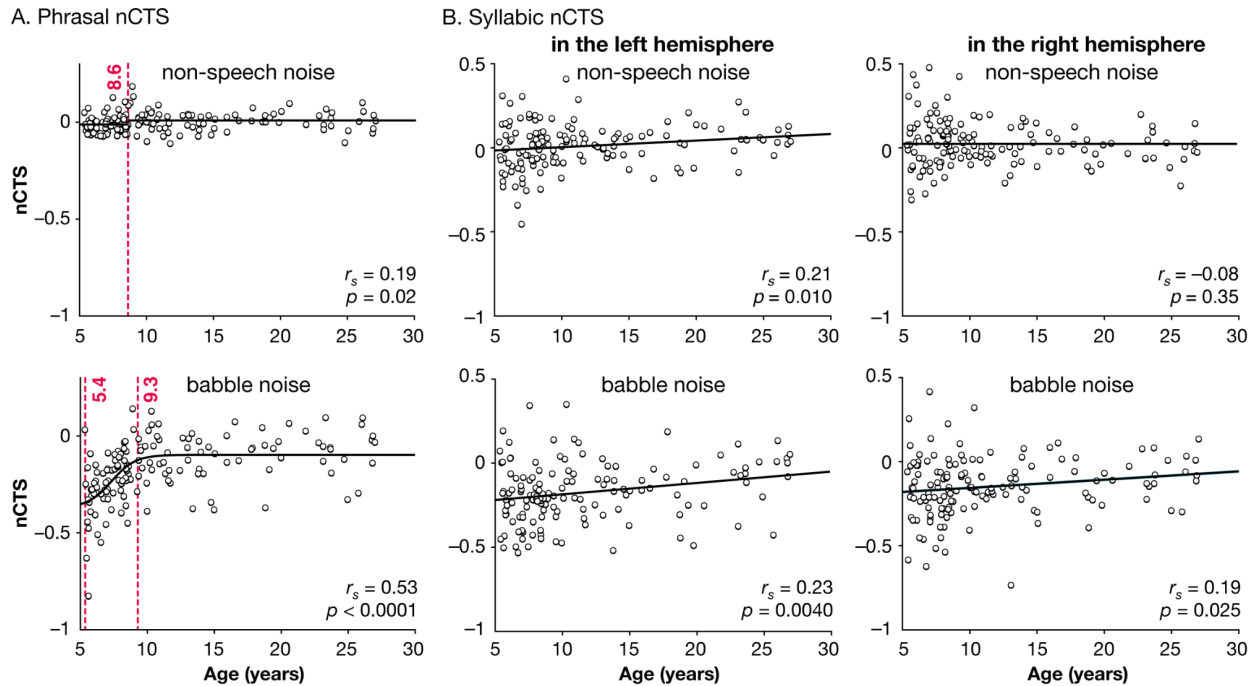 A. Phrasal nCTS
B. Syllabic nCTS
in the left hemisphere
in the right hemisphere
non-speech noise
8.6
0
–0.5
–1
nCTS
5 10 15 20 25 30
r_s = 0.19
p = 0.02
non-speech noise
0.5
0
–0.5
–1
5 10 15 20 25 30
r_s = 0.21
p = 0.010
non-speech noise
0.5
0
–0.5
–1
5 10 15 20 25 30
r_s = –0.08
p = 0.35
babble noise
5.4
9.3
0
–0.5
–1
nCTS
5 10 15 20 25 30
Age (years)
r_s = 0.53
p < 0.0001
babble noise
0.5
0
–0.5
–1
5 10 15 20 25 30
Age (years)
r_s = 0.23
p = 0.0040
babble noise
0.5
0
–0.5
–1
5 10 15 20 25 30
Age (years)
r_s = 0.19
p = 0.025